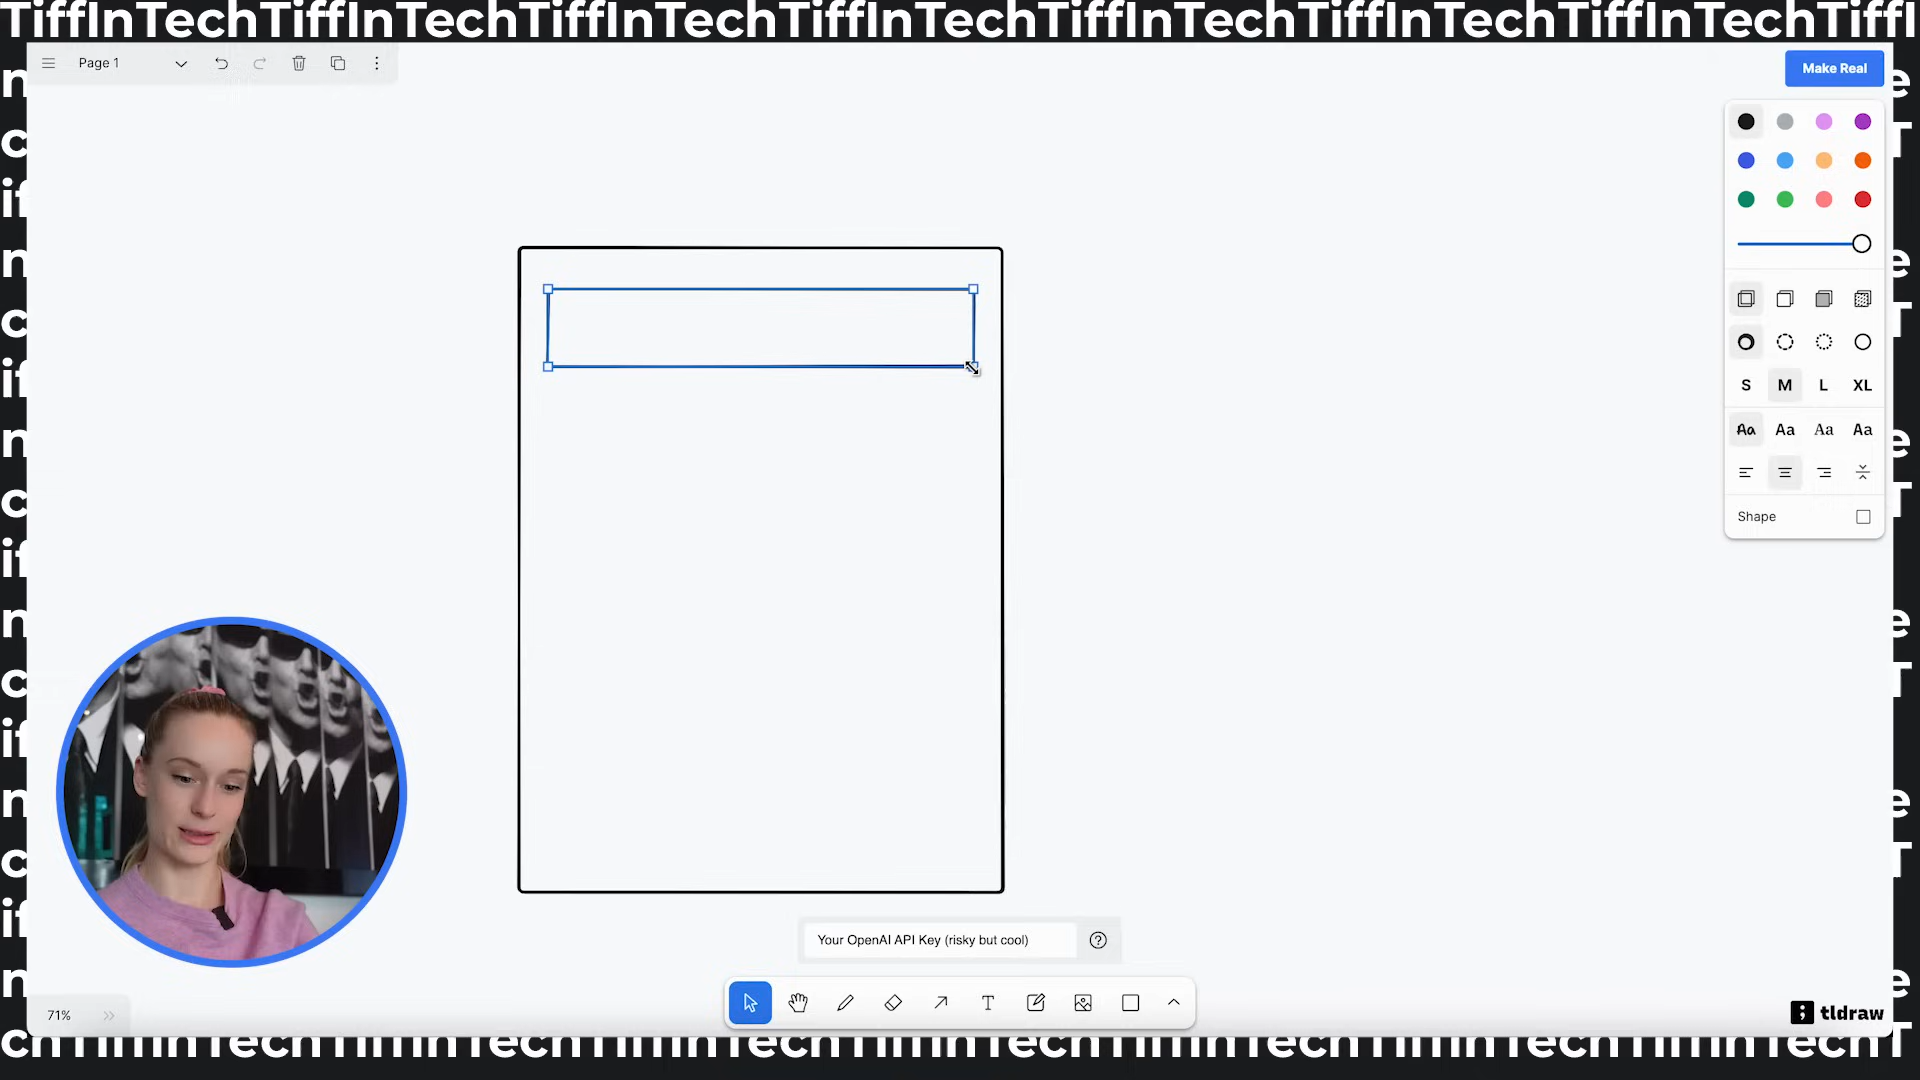 TiffInTechTiffInTechTiffInTechTiffInTechTiffInTechTiffInTechTiffInTechTiffI
Page 1
Make Real
S M L XL
Aa Aa Aa Aa
Shape
Your OpenAI API Key (risky but cool)
T
71%
tldraw